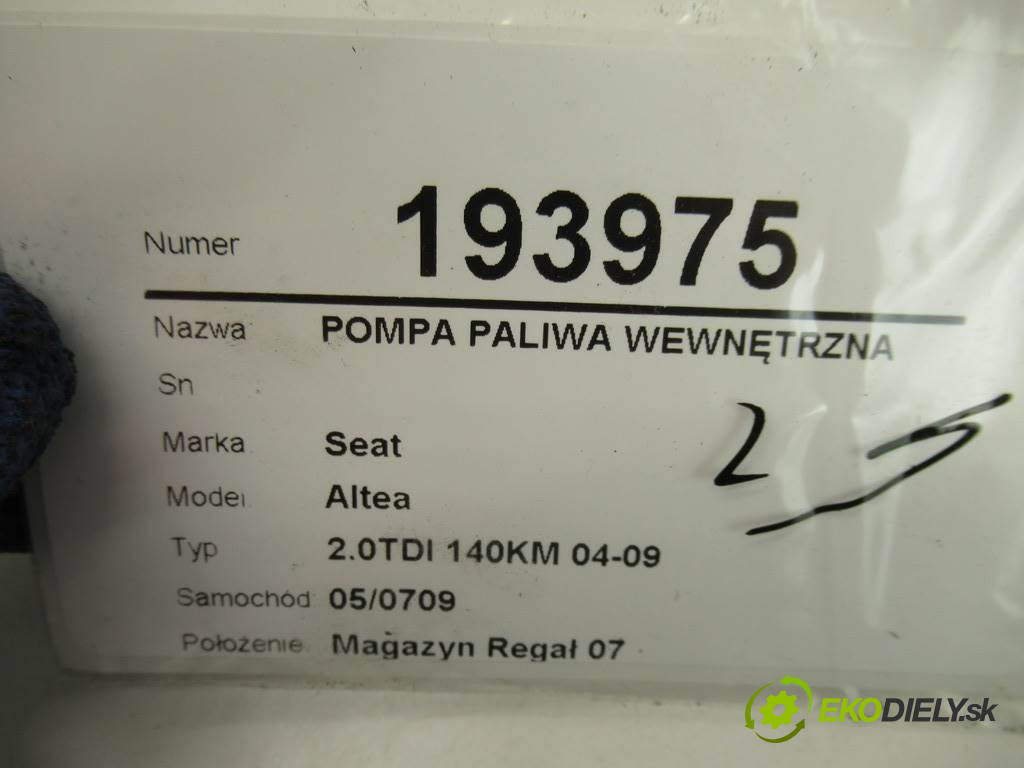 Numer 193975
Nazwa POMPA PALIWA WEWNĘTRZNA
Sn
Marka Seat
Model Altea
Typ 2.0TDI 140KM 04-09
Samochód 05/0709
Położenie Magazyn Regał 07
EKODIELY.sk